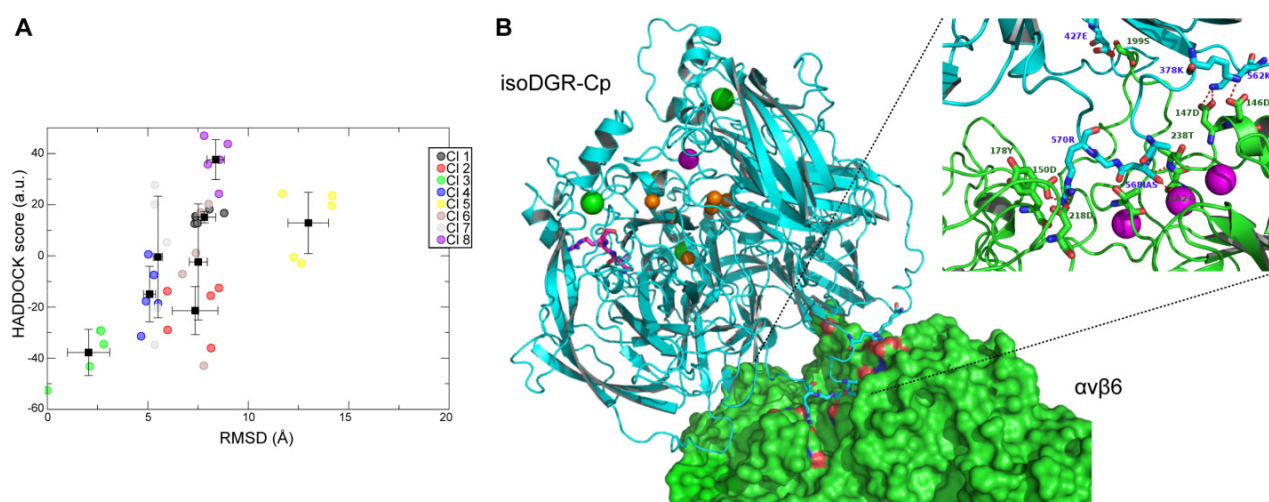 A
HADDOCK score (a.u.)
40
20
0
-20
-40
-60
0
5
10
15
20
RMSD (Å)
Cl 1
Cl 2
Cl 3
Cl 4
Cl 5
Cl 6
Cl 7
Cl 8
B
isoDGR-Cp
αvβ6
427E
199S
378K
562K
147D
146D
238T
570R
178Y
150D
218D